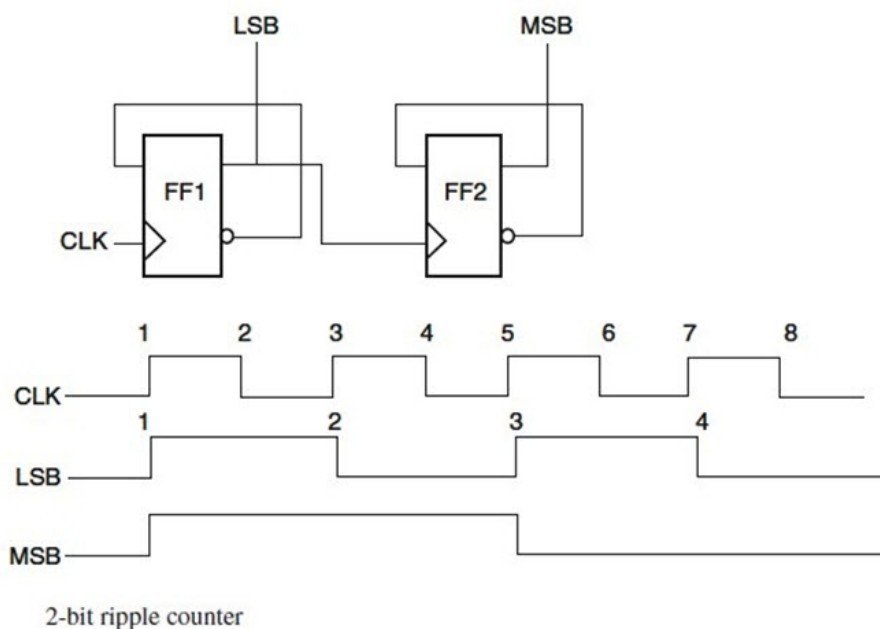 LSB MSB
FF1 FF2
CLK
1 2 3 4 5 6 7 8
CLK
1 2 3 4
LSB
MSB
2-bit ripple counter